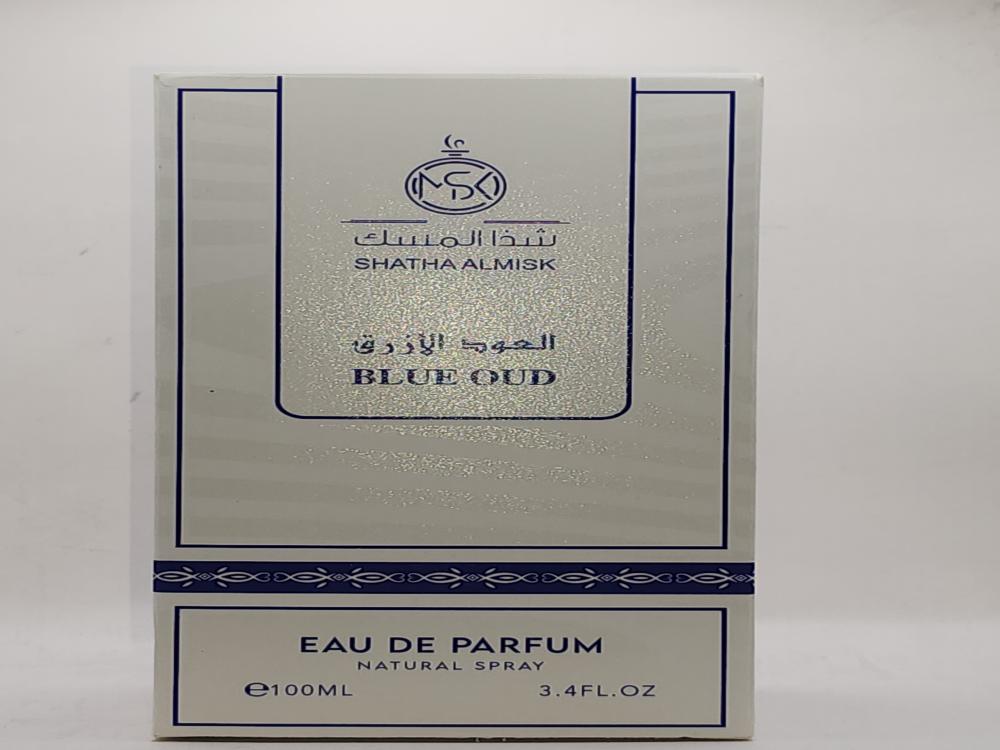 MSK
شذا المسك
SHATHA ALMISK
العود الأزرق
BLUE OUD
EAU DE PARFUM
NATURAL SPRAY
℮100ML 3.4FL.OZ